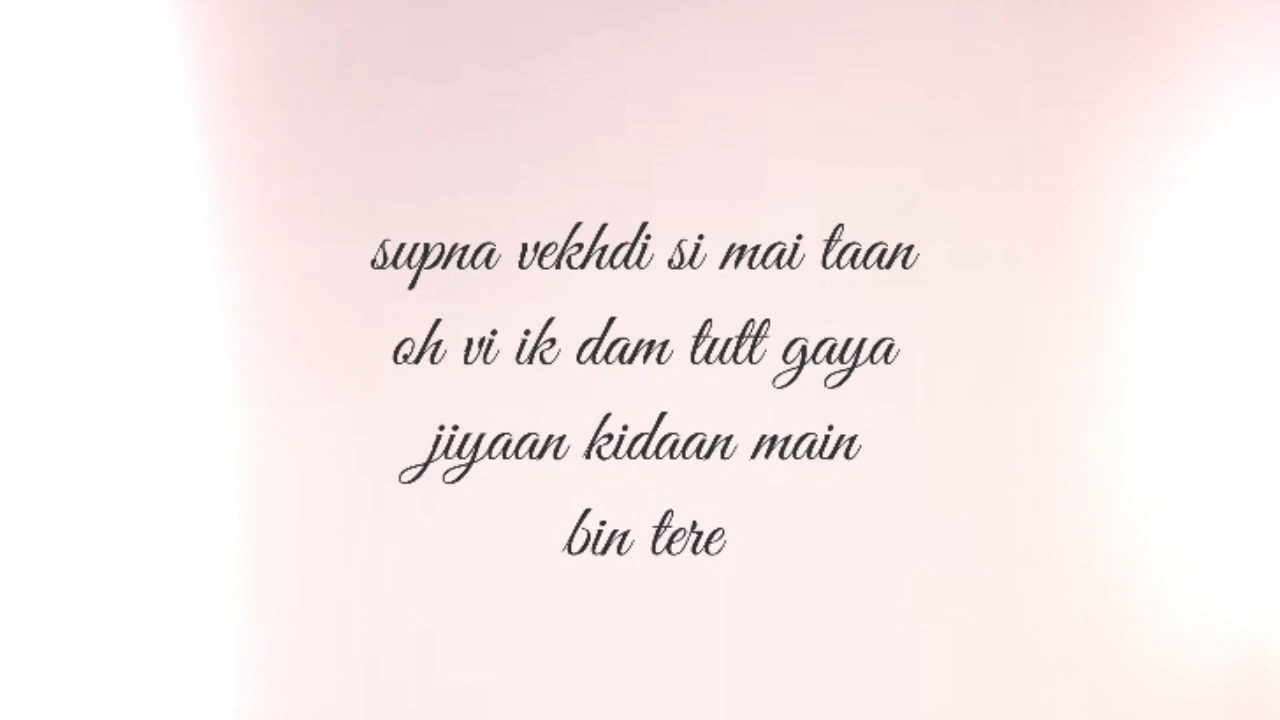 supna vekhdi si mai taan
oh vi ik dam tutt gaya
jiyaan kidaan main
bin tere